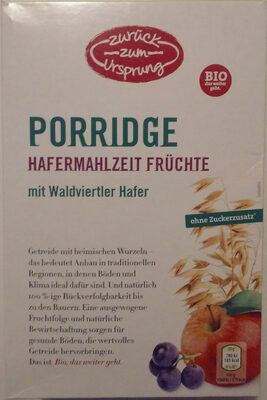 zurück
zum
Ursprung
BIO
das weiter
geht.
PORRIDGE
HAFERMAHLZEIT FRÜCHTE
mit Waldviertler Hafer
ohne Zuckerzusatz*
Getreide mit heimischen Wurzeln –
das bedeutet Anbau in traditionellen
Regionen, in denen Böden und
Klima ideal dafür sind. Und natürlich
100 %-ige Rückverfolgbarkeit bis
zu den Bauern. Eine ausgewogene
Fruchtfolge und natürliche
Bewirtschaftung sorgen für
gesunde Böden, die wertvolles
Getreide hervorbringen.
Das ist Bio, das weiter geht.